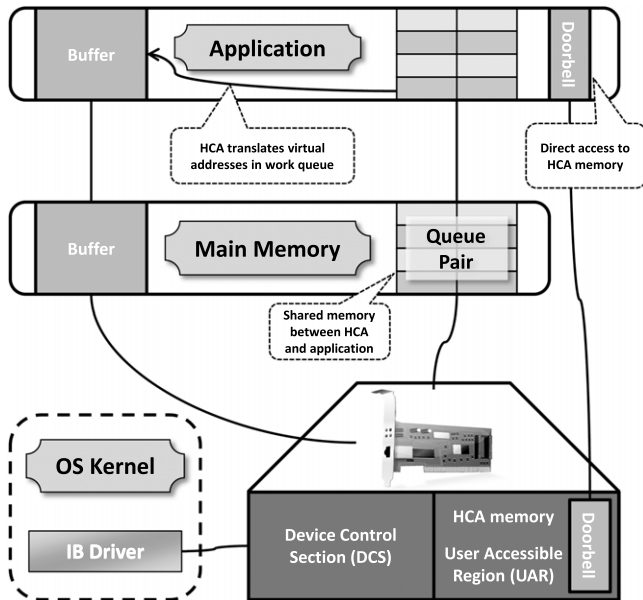 Buffer
Application
Doorbell
HCA translates virtual
addresses in work queue
Direct access to
HCA memory
Buffer
Main Memory
Queue
Pair
Shared memory
between HCA
and application
OS Kernel
IB Driver
Device Control
Section (DCS)
HCA memory
User Accessible
Region (UAR)
Doorbell